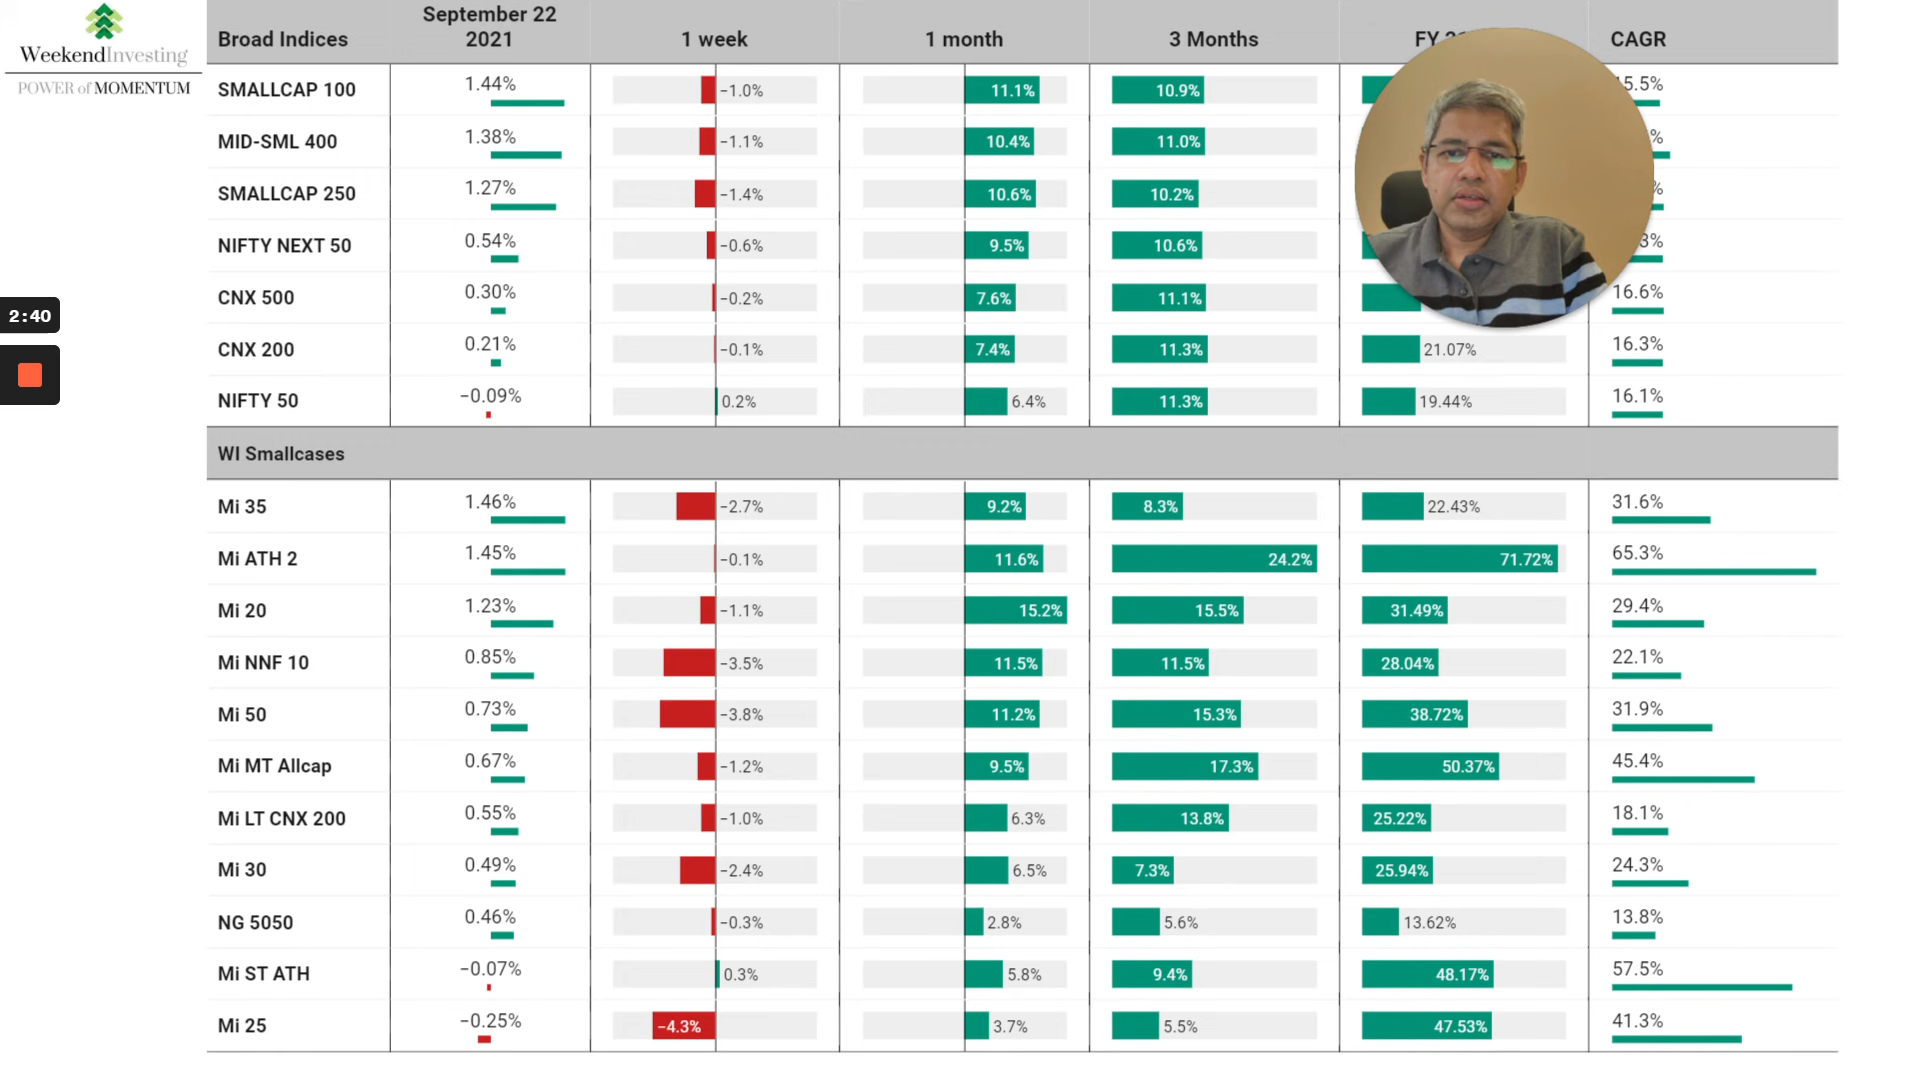 WeekendInvesting
POWER of MOMENTUM
2:40
Broad Indices September 22 2021 1 week 1 month 3 Months FY CAGR
SMALLCAP 100 1.44% −1.0% 11.1% 10.9% 5.5%
MID-SML 400 1.38% −1.1% 10.4% 11.0% %
SMALLCAP 250 1.27% −1.4% 10.6% 10.2% %
NIFTY NEXT 50 0.54% −0.6% 9.5% 10.6% 3%
CNX 500 0.30% −0.2% 7.6% 11.1% 16.6%
CNX 200 0.21% −0.1% 7.4% 11.3% 21.07% 16.3%
NIFTY 50 −0.09% 0.2% 6.4% 11.3% 19.44% 16.1%
WI Smallcases
Mi 35 1.46% −2.7% 9.2% 8.3% 22.43% 31.6%
Mi ATH 2 1.45% −0.1% 11.6% 24.2% 71.72% 65.3%
Mi 20 1.23% −1.1% 15.2% 15.5% 31.49% 29.4%
Mi NNF 10 0.85% −3.5% 11.5% 11.5% 28.04% 22.1%
Mi 50 0.73% −3.8% 11.2% 15.3% 38.72% 31.9%
Mi MT Allcap 0.67% −1.2% 9.5% 17.3% 50.37% 45.4%
Mi LT CNX 200 0.55% −1.0% 6.3% 13.8% 25.22% 18.1%
Mi 30 0.49% −2.4% 6.5% 7.3% 25.94% 24.3%
NG 5050 0.46% −0.3% 2.8% 5.6% 13.62% 13.8%
Mi ST ATH −0.07% 0.3% 5.8% 9.4% 48.17% 57.5%
Mi 25 −0.25% −4.3% 3.7% 5.5% 47.53% 41.3%